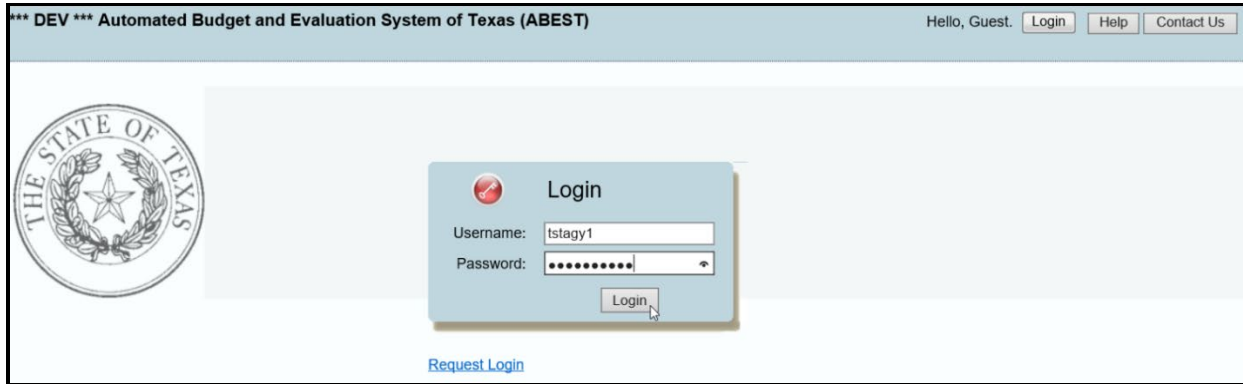 *** DEV *** Automated Budget and Evaluation System of Texas (ABEST)
Hello, Guest. Login Help Contact Us
THE STATE OF TEXAS
Login
Username: tstagy1
Password: ●●●●●●●●●●
Login
Request Login